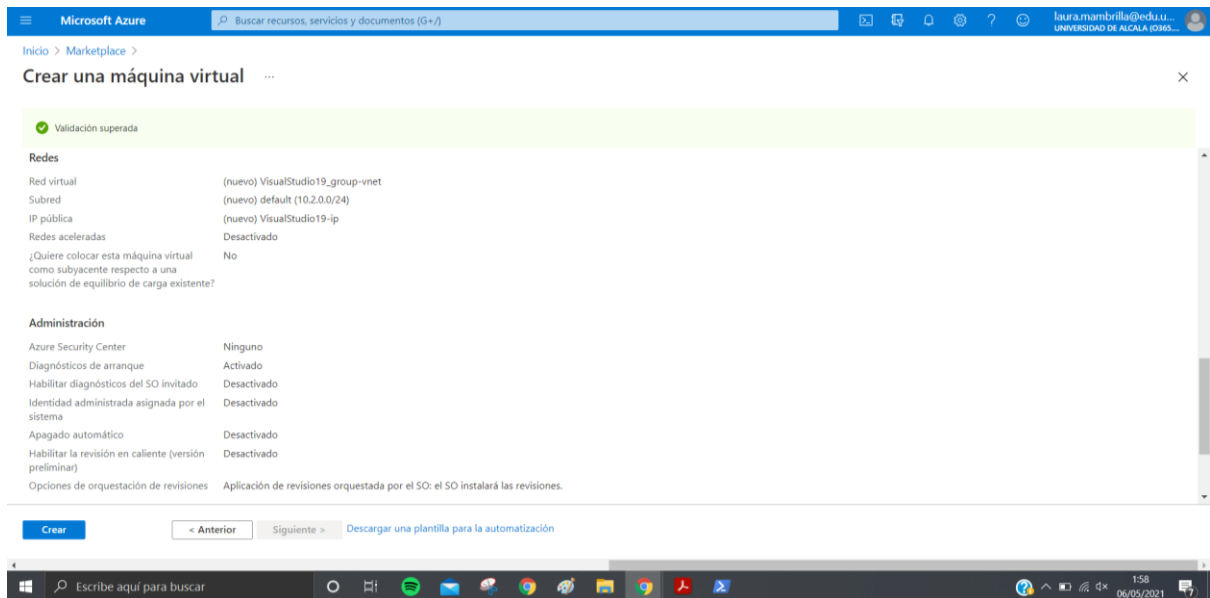 Microsoft Azure
Buscar recursos, servicios y documentos (G+/)
laura.mambrilla@edu.u...
UNIVERSIDAD DE ALCALA (O365....
Inicio > Marketplace >
Crear una máquina virtual ...
Validación superada
Redes
Red virtual (nuevo) VisualStudio19_group-vnet
Subred (nuevo) default (10.2.0.0/24)
IP pública (nuevo) VisualStudio19-ip
Redes aceleradas Desactivado
¿Quiere colocar esta máquina virtual No
como subyacente respecto a una
solución de equilibrio de carga existente?
Administración
Azure Security Center Ninguno
Diagnósticos de arranque Activado
Habilitar diagnósticos del SO invitado Desactivado
Identidad administrada asignada por el Desactivado
sistema
Apagado automático Desactivado
Habilitar la revisión en caliente (versión Desactivado
preliminar)
Opciones de orquestación de revisiones Aplicación de revisiones orquestada por el SO: el SO instalará las revisiones.
Crear
< Anterior
Siguiente >
Descargar una plantilla para la automatización
Escribe aquí para buscar
1:58
06/05/2021